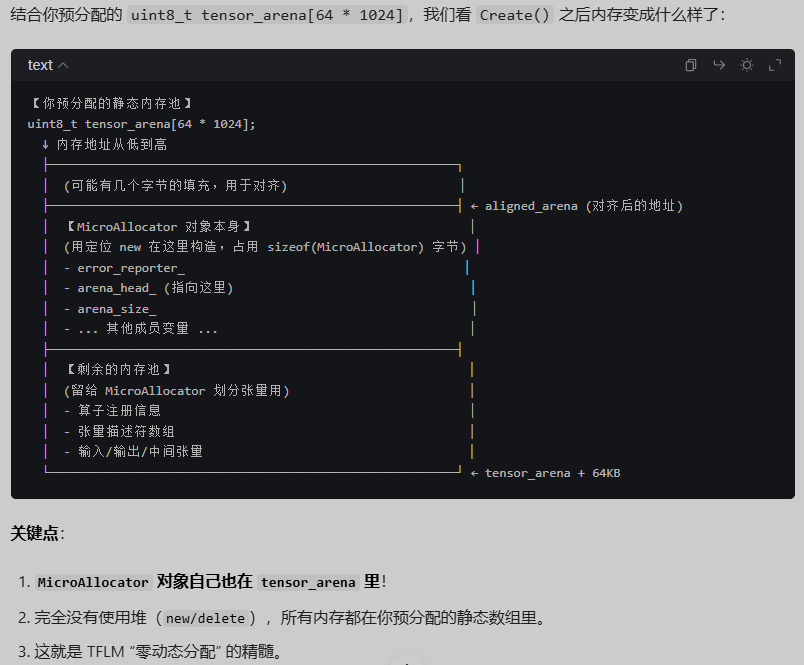 结合你预分配的 uint8_t tensor_arena[64 * 1024]，我们看 Create() 之后内存变成什么样了：
text
【你预分配的静态内存池】
uint8_t tensor_arena[64 * 1024];
↓ 内存地址从低到高
(可能有几个字节的填充，用于对齐)
← aligned_arena (对齐后的地址)
【MicroAllocator 对象本身】
(用定位 new 在这里构造，占用 sizeof(MicroAllocator) 字节)
- error_reporter_
- arena_head_ (指向这里)
- arena_size_
- ... 其他成员变量 ...
【剩余的内存池】
(留给 MicroAllocator 划分张量用)
- 算子注册信息
- 张量描述符数组
- 输入/输出/中间张量
← tensor_arena + 64KB
关键点：
1. MicroAllocator 对象自己也在 tensor_arena 里！
2. 完全没有使用堆（new/delete），所有内存都在你预分配的静态数组里。
3. 这就是 TFLM “零动态分配” 的精髓。